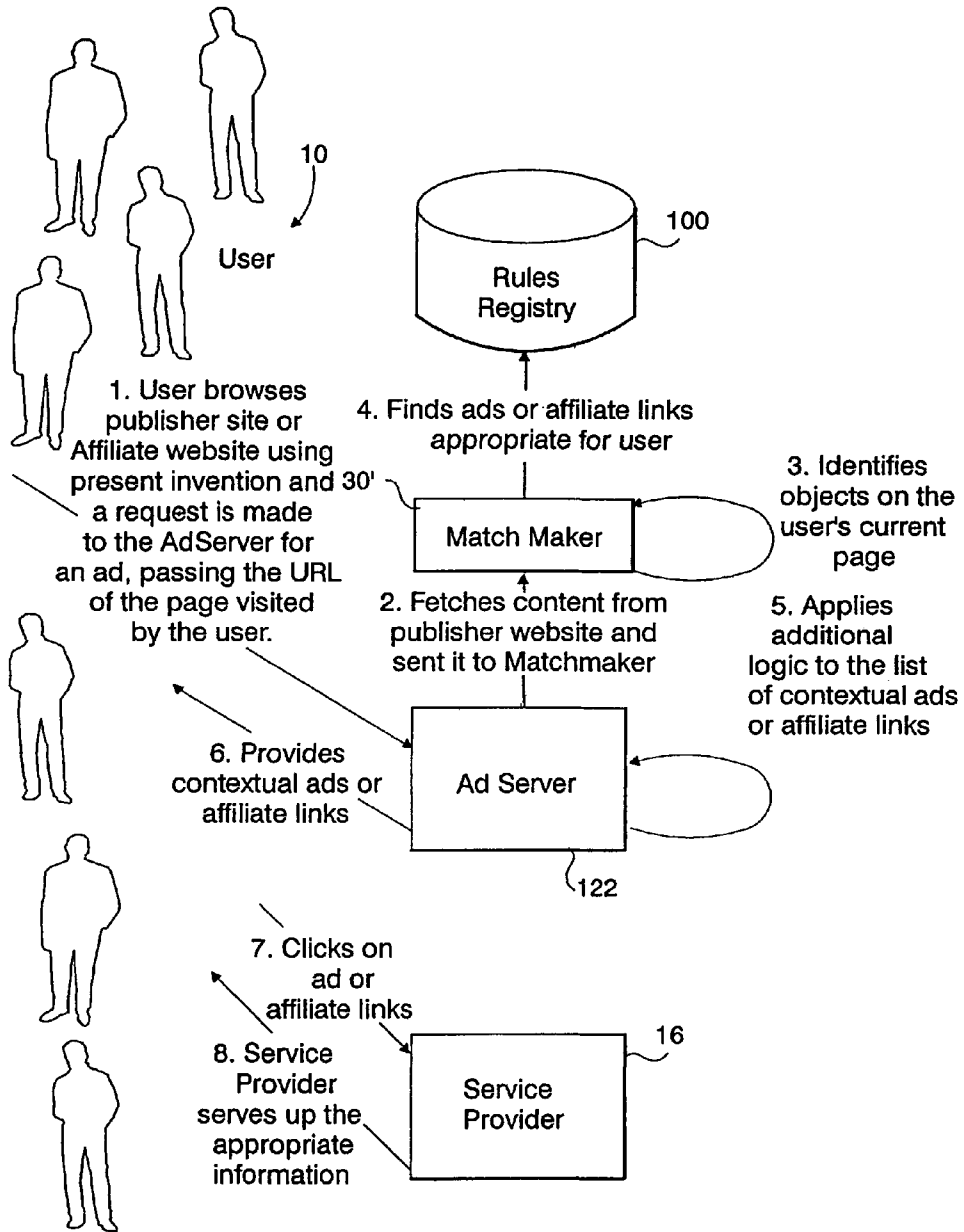 10
User
100
Rules
Registry
1. User browses
publisher site or
Affiliate website using
present invention and
a request is made
to the AdServer for
an ad, passing the URL
of the page visited
by the user.
4. Finds ads or affiliate links
appropriate for user
30'
Match Maker
3. Identifies
objects on the
user's current
page
2. Fetches content from
publisher website and
sent it to Matchmaker
5. Applies
additional
logic to the list
of contextual ads
or affiliate links
6. Provides
contextual ads or
affiliate links
Ad Server
122
7. Clicks on
ad or
affiliate links
8. Service
Provider
serves up the
appropriate
information
16
Service
Provider